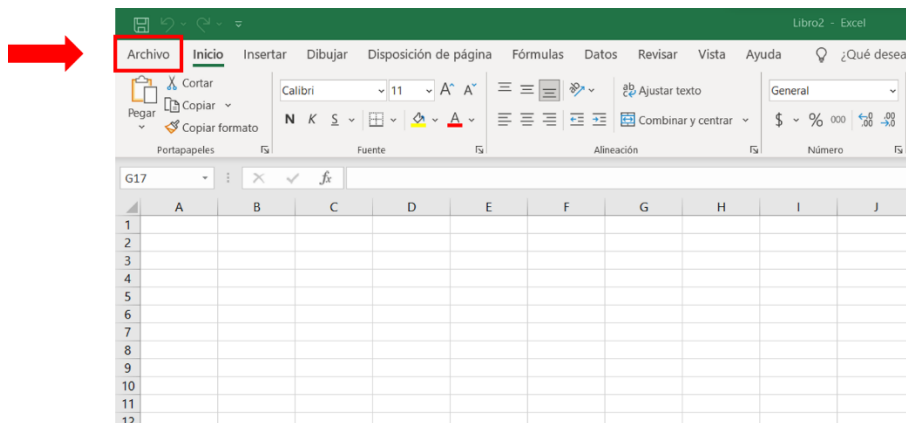 Libro2 - Excel
Archivo Inicio Insertar Dibujar Disposición de página Fórmulas Datos Revisar Vista Ayuda ¿Qué desea
Cortar
Calibri 11 A A
ab Ajustar texto
General
Pegar
Copiar
Copiar formato
N K S A
Combinar y centrar
$ % 000
Portapapeles Fuente Alineación Número
G17 fx
A B C D E F G H I J
1
2
3
4
5
6
7
8
9
10
11
12